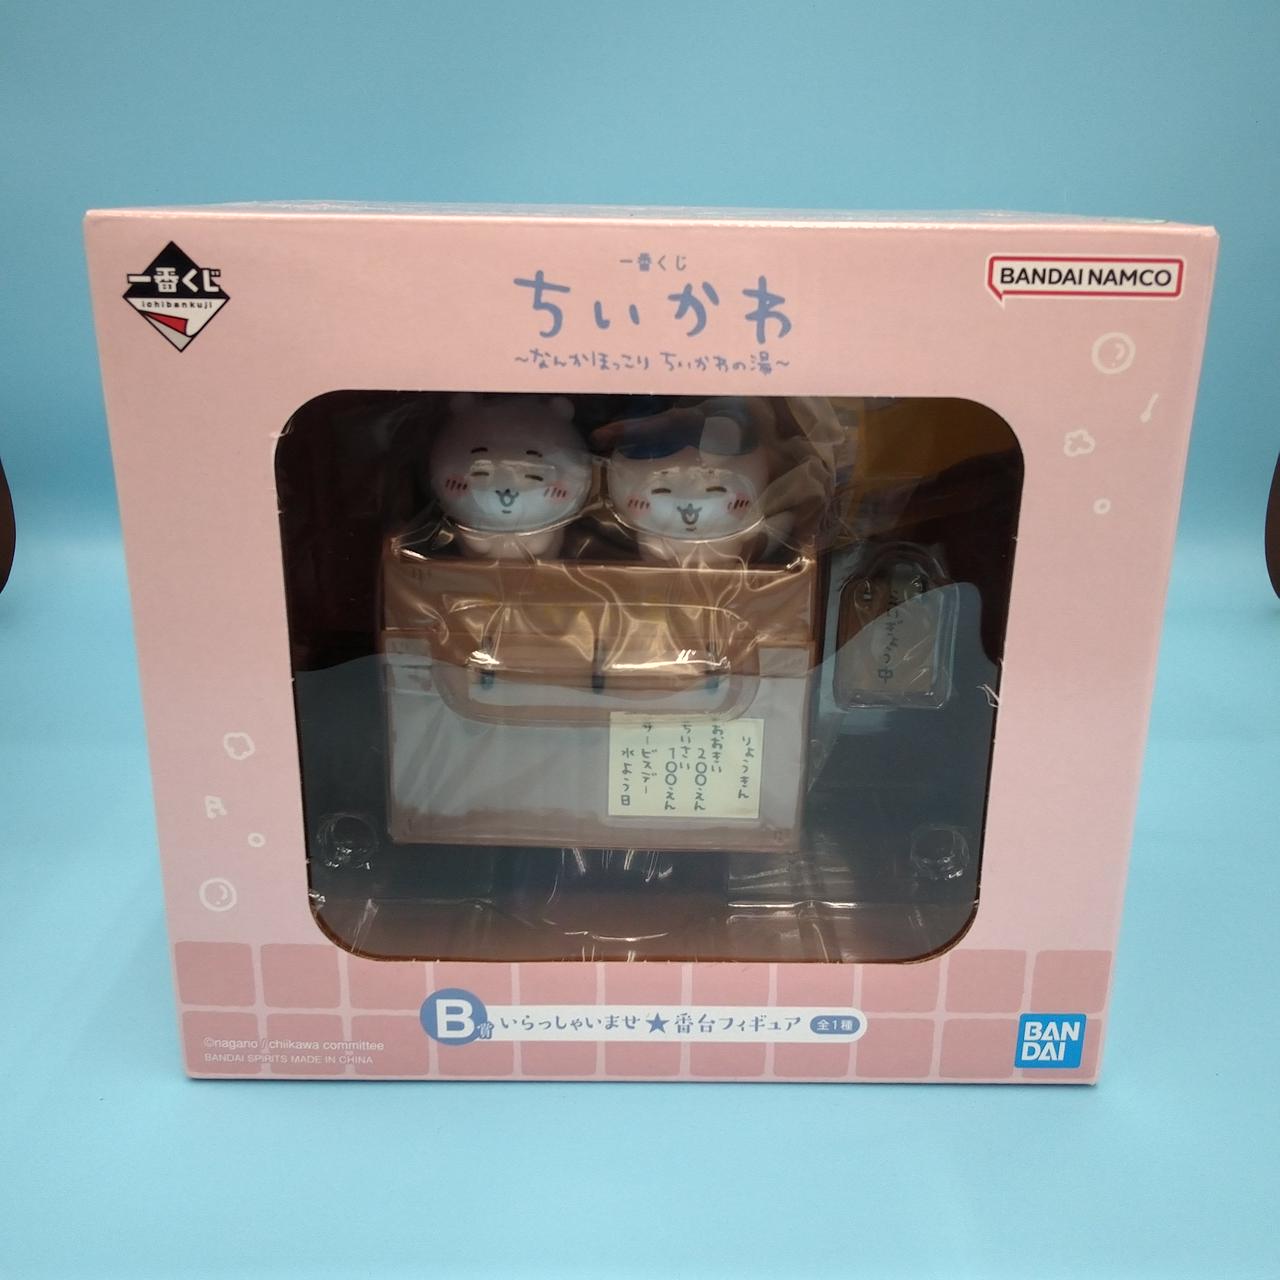 一番くじ
ichibankuji
一番くじ
ちいかわ
～なんかほっこり ちいかわの湯～
BANDAI NAMCO
りょうきん
おおきい
200えん
ちいさい
100えん
サービスデー
水よう日
B賞 いらっしゃいませ★番台フィギュア 全1種
©nagano / chiikawa committee
BANDAI SPIRITS MADE IN CHINA
BAN
DAI